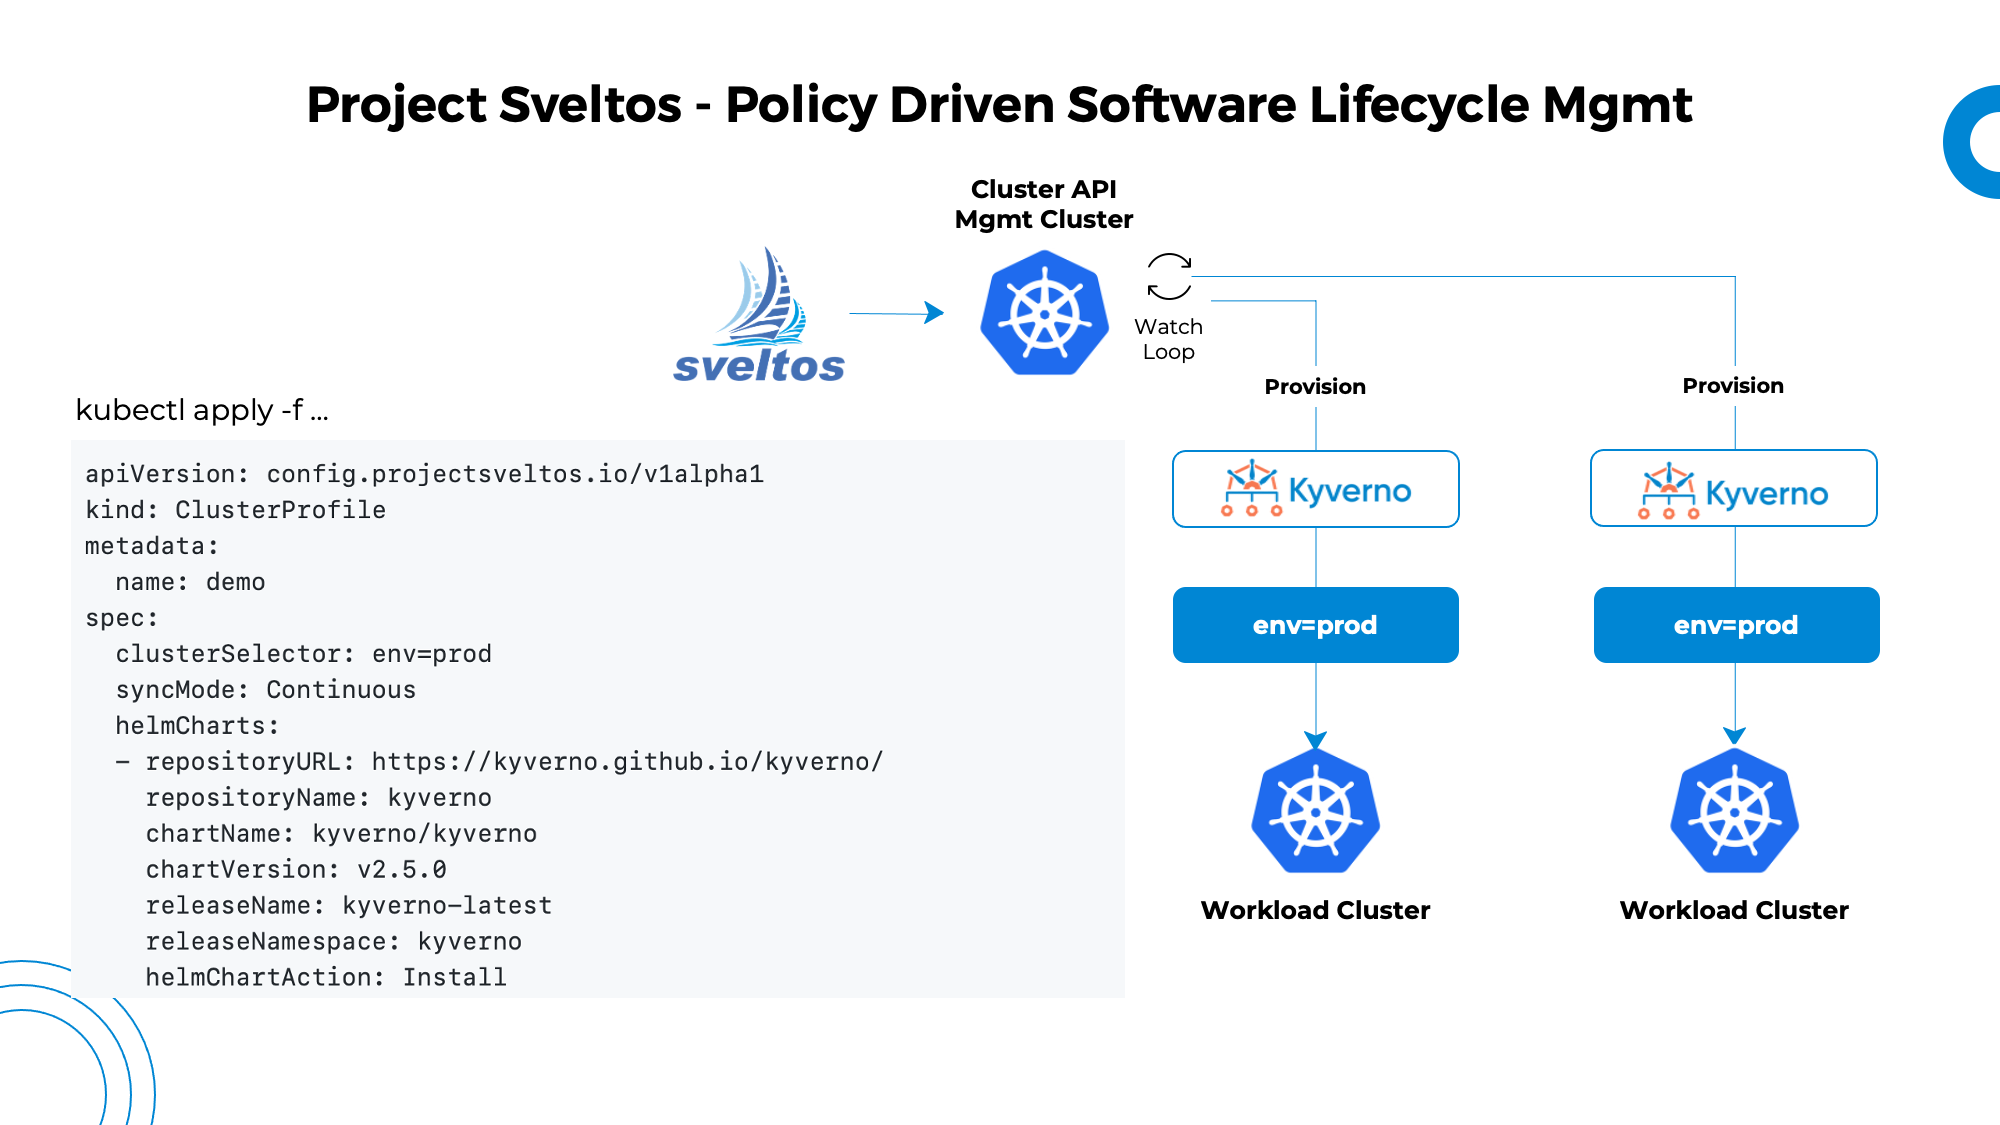 Project Sveltos - Policy Driven Software Lifecycle Mgmt
Cluster API
Mgmt Cluster
sveltos
Watch
Loop
Provision
Provision
kubectl apply -f ...
apiVersion: config.projectsveltos.io/v1alpha1
kind: ClusterProfile
metadata:
  name: demo
spec:
  clusterSelector: env=prod
  syncMode: Continuous
  helmCharts:
  - repositoryURL: https://kyverno.github.io/kyverno/
    repositoryName: kyverno
    chartName: kyverno/kyverno
    chartVersion: v2.5.0
    releaseName: kyverno-latest
    releaseNamespace: kyverno
    helmChartAction: Install
Kyverno
Kyverno
env=prod
env=prod
Workload Cluster
Workload Cluster